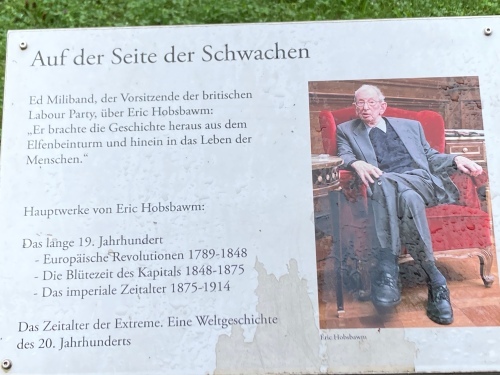 Auf der Seite der Schwachen
Ed Miliband, der Vorsitzende der britischen
Labour Party, über Eric Hobsbawm:
„Er brachte die Geschichte heraus aus dem
Elfenbeinturm und hinein in das Leben der
Menschen.“
Hauptwerke von Eric Hobsbawm:
Das lange 19. Jahrhundert
- Europäische Revolutionen 1789-1848
- Die Blütezeit des Kapitals 1848-1875
- Das imperiale Zeitalter 1875-1914
Das Zeitalter der Extreme. Eine Weltgeschichte
des 20. Jahrhunderts
Eric Hobsbawm